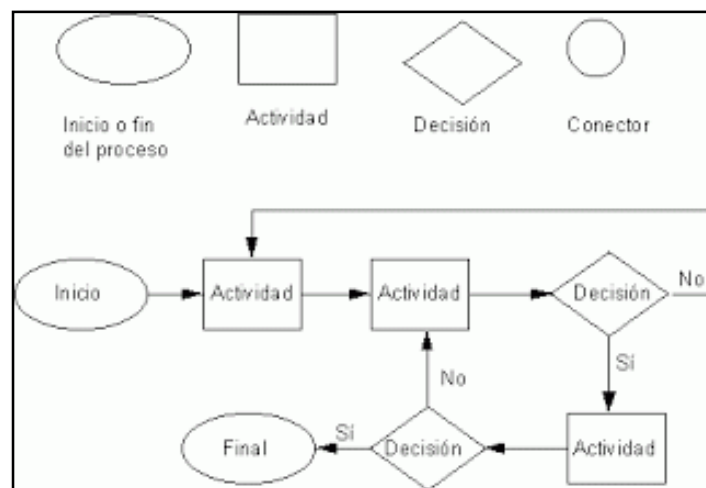 Inicio o fin
del proceso
Actividad
Decisión
Conector
Inicio
Actividad
Actividad
Decisión
No
Sí
No
Final
Sí
Decisión
Actividad